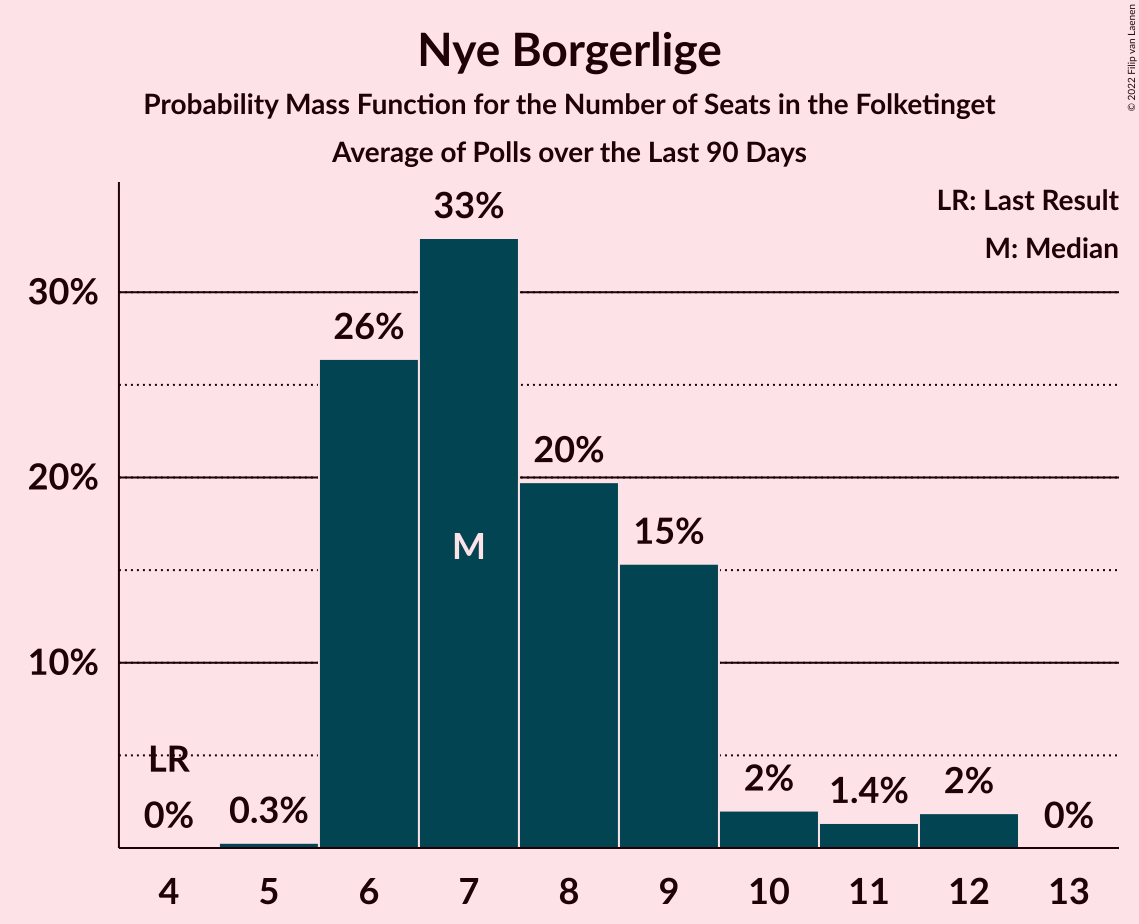 Nye Borgerlige
Probability Mass Function for the Number of Seats in the Folketinget
Average of Polls over the Last 90 Days
© 2022 Filip van Laenen
LR: Last Result
M: Median
33%
30%
26%
20%
20%
15%
M
10%
LR
0%
0.3%
2%
1.4%
2%
0%
4 5 6 7 8 9 10 11 12 13